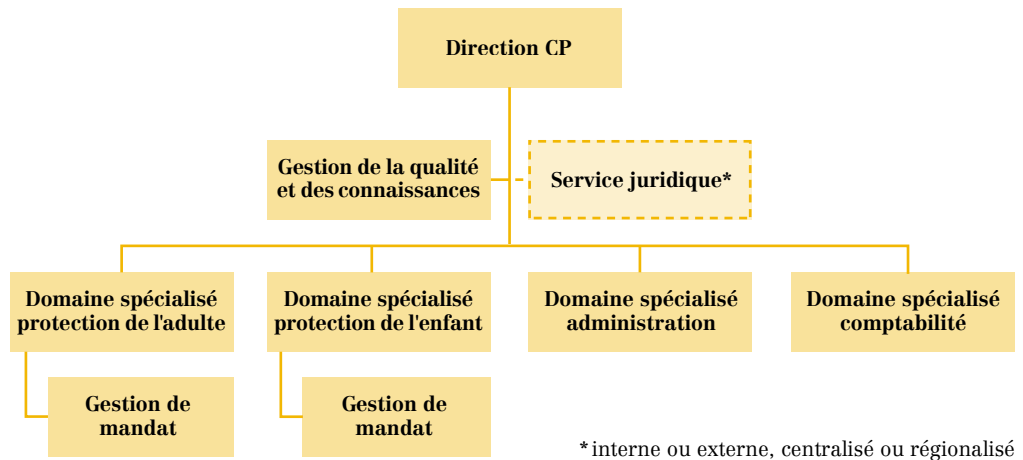 Direction CP
Gestion de la qualité
et des connaissances
Service juridique*
Domaine spécialisé
protection de l'adulte
Domaine spécialisé
protection de l'enfant
Domaine spécialisé
administration
Domaine spécialisé
comptabilité
Gestion de
mandat
Gestion de
mandat
*interne ou externe, centralisé ou régionalisé